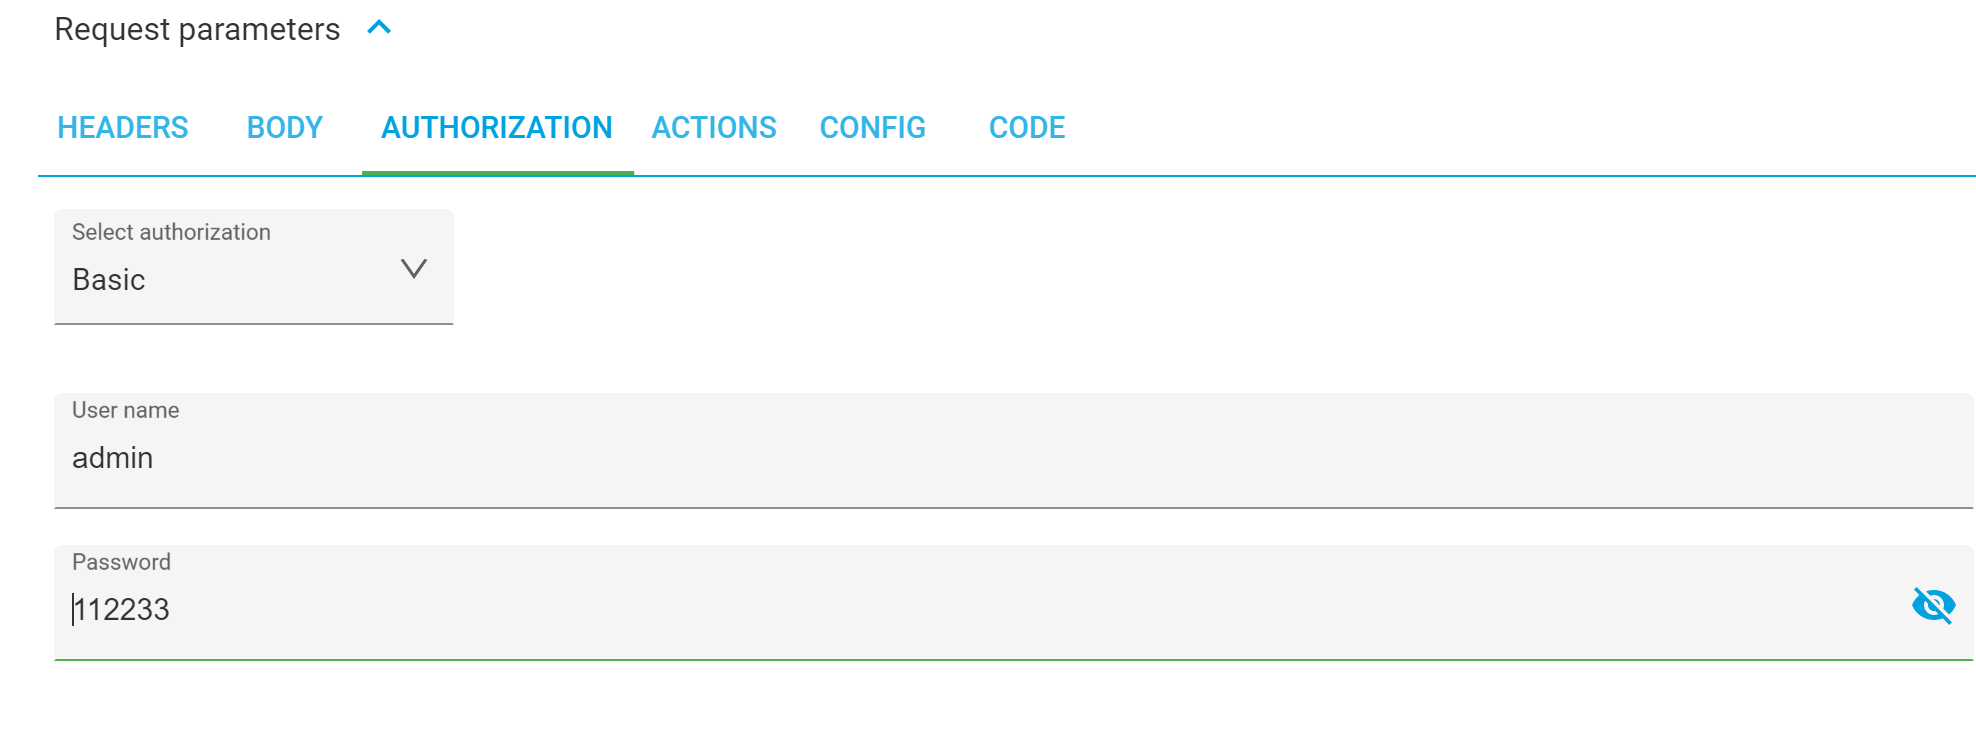 Request parameters
HEADERS BODY AUTHORIZATION ACTIONS CONFIG CODE
Select authorization
Basic
User name
admin
Password
112233